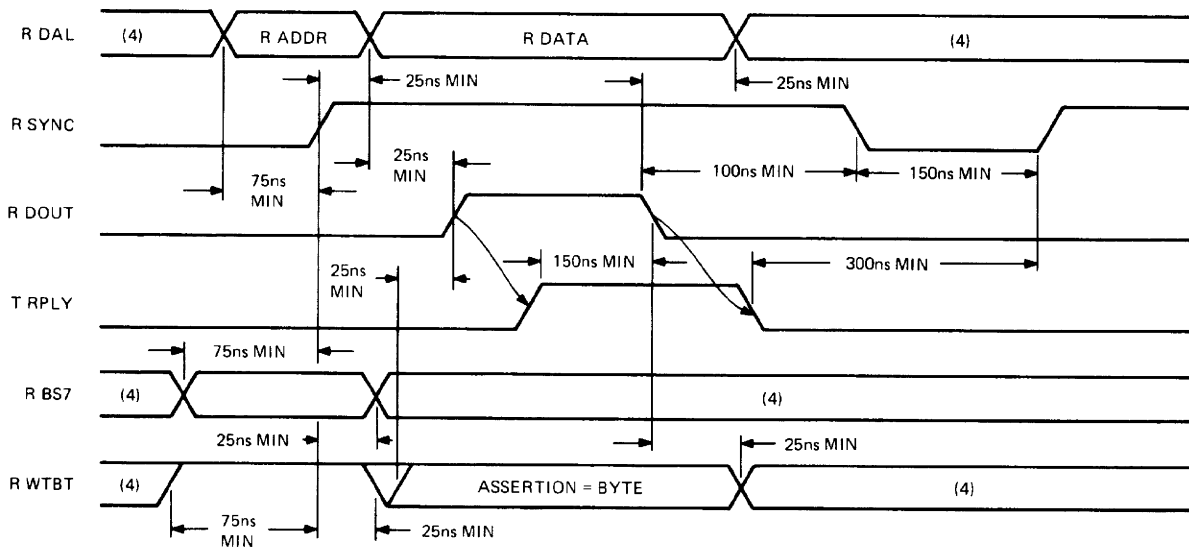 R DAL (4) R ADDR R DATA (4)
25ns MIN 25ns MIN
R SYNC
25ns
MIN
75ns
MIN
100ns MIN 150ns MIN
R DOUT
25ns
MIN
150ns MIN 300ns MIN
T RPLY
75ns MIN
R BS7 (4) (4)
25ns MIN 25ns MIN
R WTBT (4) ASSERTION = BYTE (4)
75ns
MIN
25ns MIN